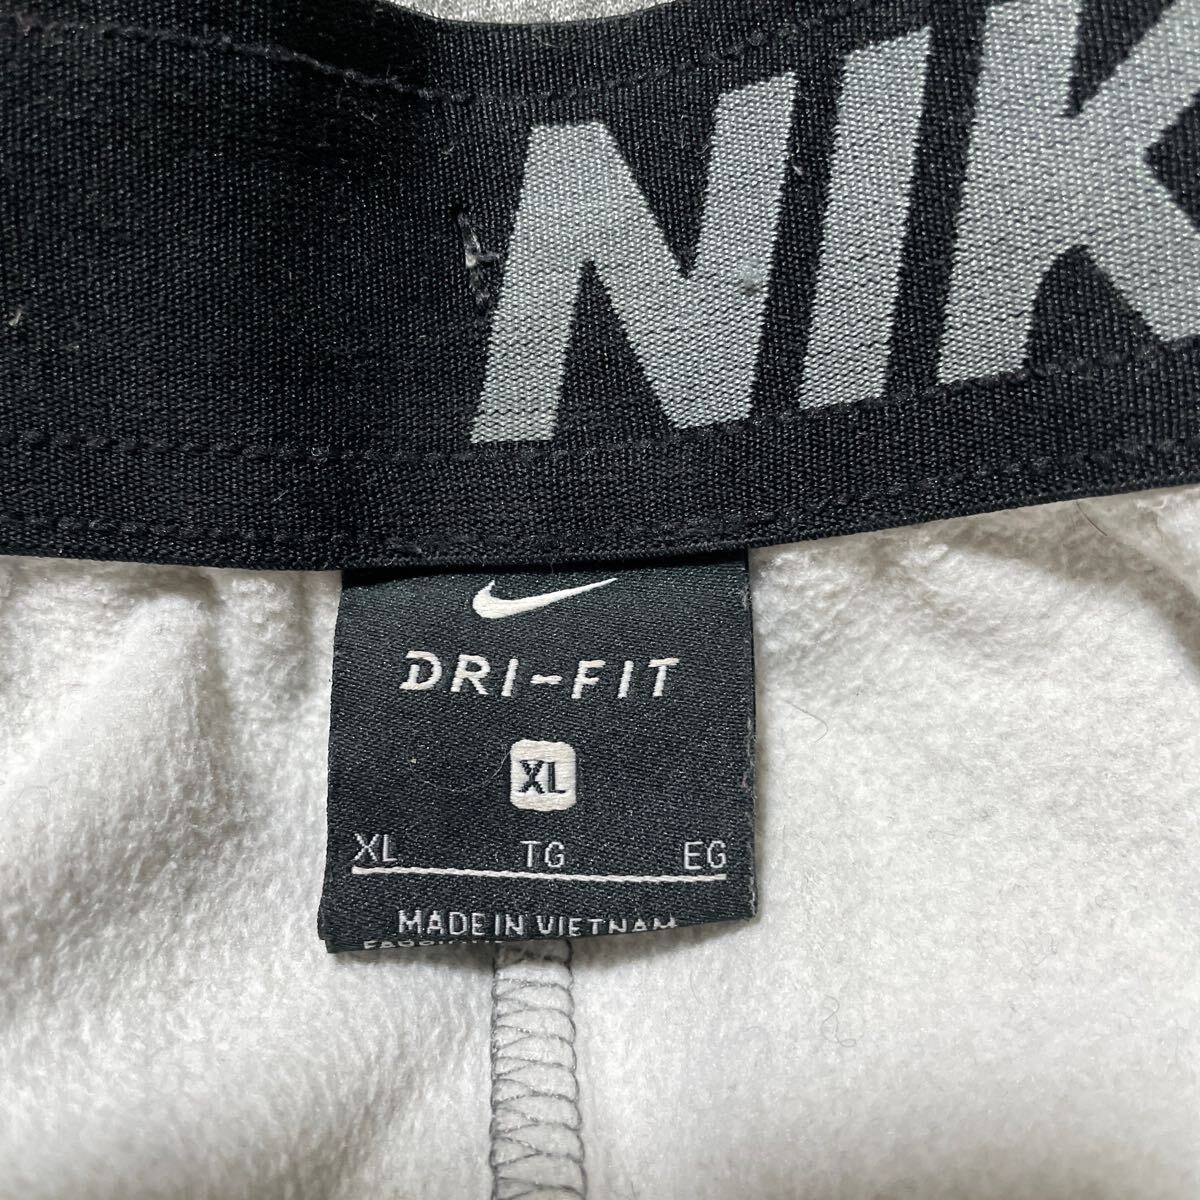 NIK
DRI-FIT
XL
XL TG EG
MADE IN VIETNAM